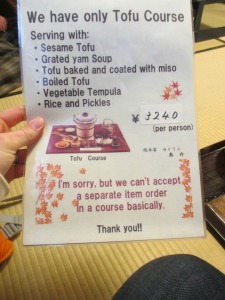 We have only Tofu Course
Serving with:
• Sesame Tofu
• Grated yam Soup
• Tofu baked and coated with miso
• Boiled Tofu
• Vegetable Tempula
• Rice and Pickles
¥ 3240
(per person)
Tofu Course
I'm sorry, but we can't accept
a separate item order
in a course basically.
Thank you!!